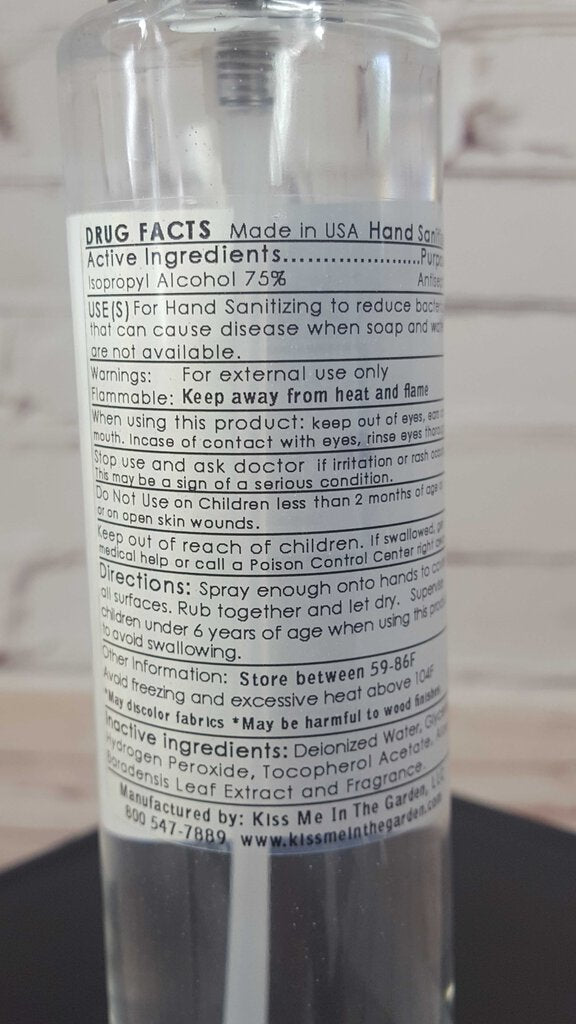 DRUG FACTS Made in USA Hand
Active Ingredients.....................
Isopropyl Alcohol 75%
USE(S) For Hand Sanitizing to reduce
that can cause disease when soap and
are not available.
Warnings: For external use only
Flammable: Keep away from heat and flame
When using this product: keep out of eyes,
mouth. Incase of contact with eyes, rinse eyes
Stop use and ask doctor if irritation or rash
This may be a sign of a serious condition.
Do Not Use on Children less than 2 months of age
or on open skin wounds.
Keep out of reach of children. If swallowed,
medical help or call a Poison Control Center right
Directions: Spray enough onto hands to
all surfaces. Rub together and let dry.
children under 6 years of age when using this
to avoid swallowing.
Other Information: Store between 59-86F
Avoid freezing and excessive heat above 104F
*May discolor fabrics *May be harmful to wood finishes
Inactive ingredients: Deionized Water,
Hydrogen Peroxide, Tocopherol Acetate,
Baradensis Leaf Extract and Fragrance.
Manufactured by: Kiss Me In The Garden, LLC
800 547-7889 www.kissmeinthegarden.com